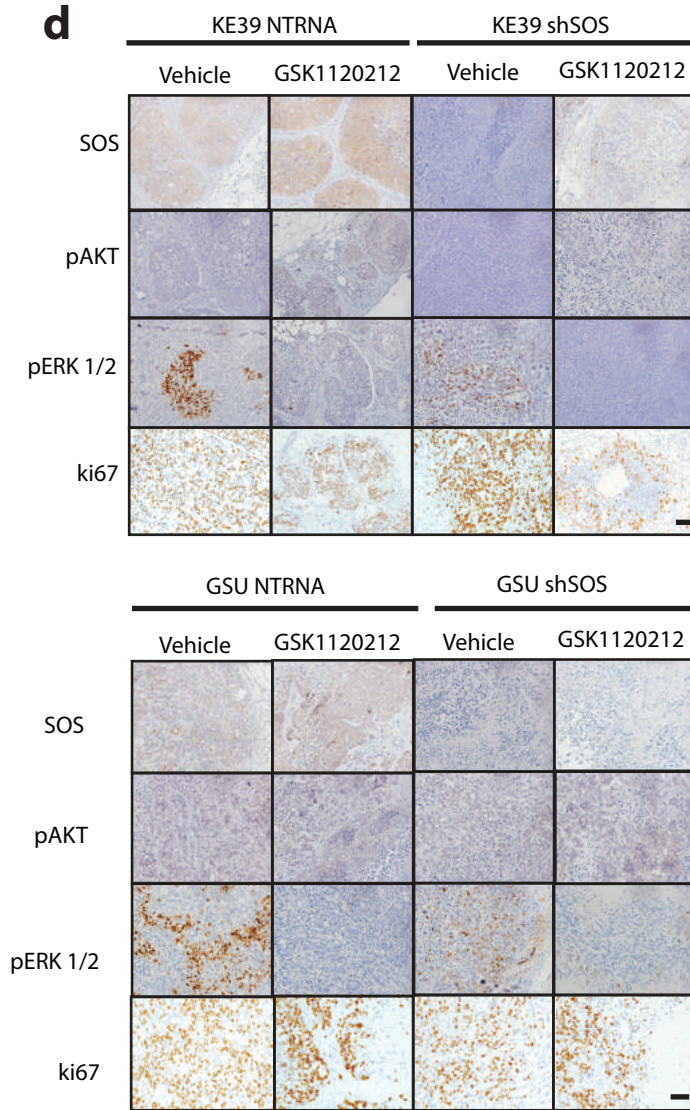 d
KE39 NTRNA KE39 shSOS
Vehicle GSK1120212 Vehicle GSK1120212
SOS
pAKT
pERK 1/2
ki67
GSU NTRNA GSU shSOS
Vehicle GSK1120212 Vehicle GSK1120212
SOS
pAKT
pERK 1/2
ki67